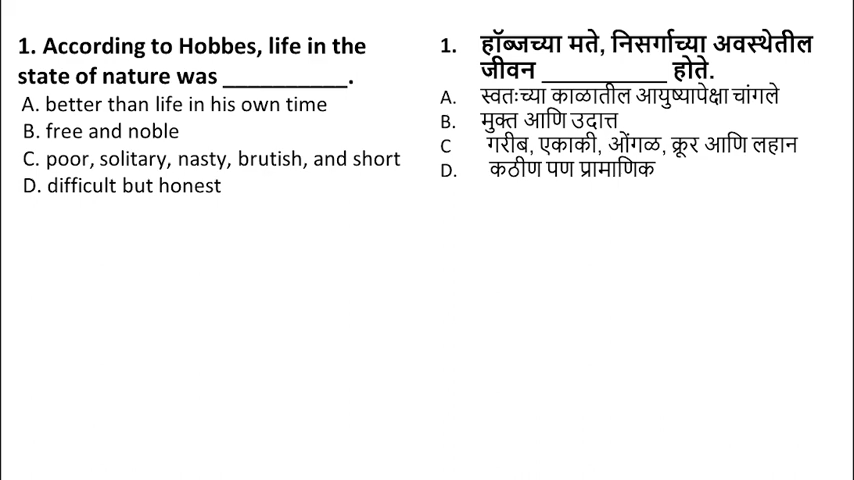 1. According to Hobbes, life in the
state of nature was __________.
A. better than life in his own time
B. free and noble
C. poor, solitary, nasty, brutish, and short
D. difficult but honest
1. हॉब्जच्या मते, निसर्गाच्या अवस्थेतील
जीवन __________ होते.
A. स्वतःच्या काळातील आयुष्यापेक्षा चांगले
B. मुक्त आणि उदात्त
C गरीब, एकाकी, ओंगळ, क्रूर आणि लहान
D. कठीण पण प्रामाणिक